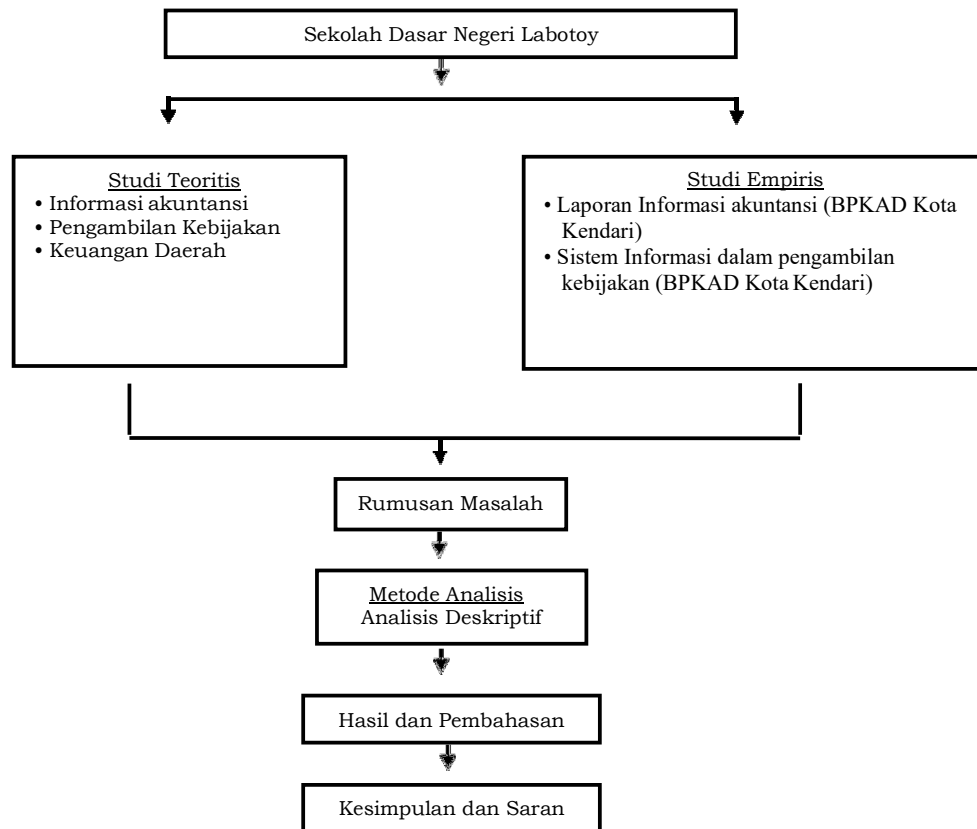 Sekolah Dasar Negeri Labotoy
Studi Teoritis
• Informasi akuntansi
• Pengambilan Kebijakan
• Keuangan Daerah
Studi Empiris
• Laporan Informasi akuntansi (BPKAD Kota
Kendari)
• Sistem Informasi dalam pengambilan
kebijakan (BPKAD Kota Kendari)
Rumusan Masalah
Metode Analisis
Analisis Deskriptif
Hasil dan Pembahasan
Kesimpulan dan Saran